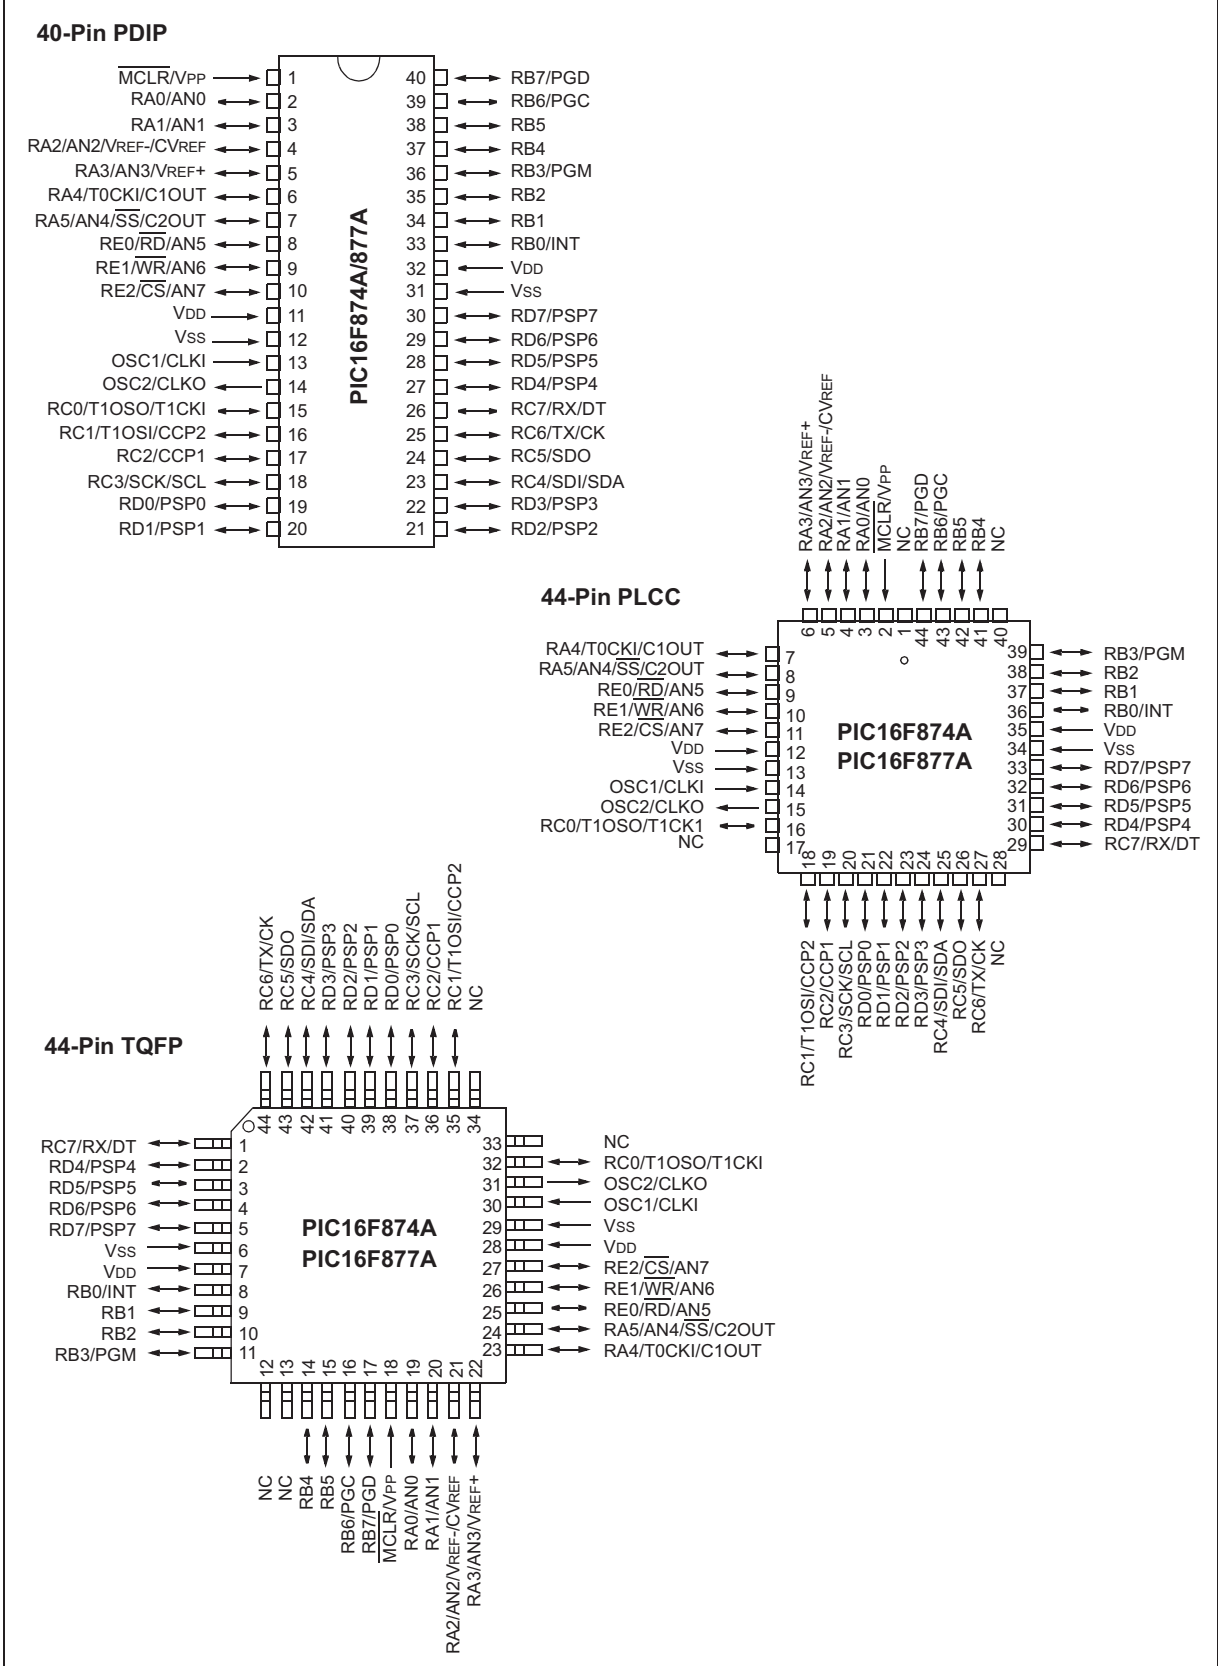 40-Pin PDIP
MCLR/VPP 1 40 RB7/PGD
RA0/AN0 2 39 RB6/PGC
RA1/AN1 3 38 RB5
RA2/AN2/VREF-/CVREF 4 37 RB4
RA3/AN3/VREF+ 5 36 RB3/PGM
RA4/T0CKI/C1OUT 6 35 RB2
RA5/AN4/SS/C2OUT 7 34 RB1
RE0/RD/AN5 8 33 RB0/INT
RE1/WR/AN6 9 32 VDD
RE2/CS/AN7 10 31 VSS
VDD 11 30 RD7/PSP7
VSS 12 29 RD6/PSP6
OSC1/CLKI 13 28 RD5/PSP5
OSC2/CLKO 14 27 RD4/PSP4
RC0/T1OSO/T1CKI 15 26 RC7/RX/DT
RC1/T1OSI/CCP2 16 25 RC6/TX/CK
RC2/CCP1 17 24 RC5/SDO
RC3/SCK/SCL 18 23 RC4/SDI/SDA
RD0/PSP0 19 22 RD3/PSP3
RD1/PSP1 20 21 RD2/PSP2
PIC16F874A/877A
44-Pin PLCC
RA3/AN3/VREF+
RA2/AN2/VREF-/CVREF
RA1/AN1
RA0/AN0
MCLR/VPP
NC
RB7/PGD
RB6/PGC
RB5
RB4
NC
6 5 4 3 2 1 44 43 42 41 40
RA4/T0CKI/C1OUT 7 39 RB3/PGM
RA5/AN4/SS/C2OUT 8 38 RB2
RE0/RD/AN5 9 37 RB1
RE1/WR/AN6 10 36 RB0/INT
RE2/CS/AN7 11 35 VDD
VDD 12 34 VSS
VSS 13 33 RD7/PSP7
OSC1/CLKI 14 32 RD6/PSP6
OSC2/CLKO 15 31 RD5/PSP5
RC0/T1OSO/T1CK1 16 30 RD4/PSP4
NC 17 29 RC7/RX/DT
PIC16F874A
PIC16F877A
18 19 20 21 22 23 24 25 26 27 28
RC1/T1OSI/CCP2
RC2/CCP1
RC3/SCK/SCL
RD0/PSP0
RD1/PSP1
RD2/PSP2
RD3/PSP3
RC4/SDI/SDA
RC5/SDO
RC6/TX/CK
NC
44-Pin TQFP
RC6/TX/CK
RC5/SDO
RC4/SDI/SDA
RD3/PSP3
RD2/PSP2
RD1/PSP1
RD0/PSP0
RC3/SCK/SCL
RC2/CCP1
RC1/T1OSI/CCP2
NC
44 43 42 41 40 39 38 37 36 35 34
RC7/RX/DT 1 33 NC
RD4/PSP4 2 32 RC0/T1OSO/T1CKI
RD5/PSP5 3 31 OSC2/CLKO
RD6/PSP6 4 30 OSC1/CLKI
RD7/PSP7 5 29 VSS
VSS 6 28 VDD
VDD 7 27 RE2/CS/AN7
RB0/INT 8 26 RE1/WR/AN6
RB1 9 25 RE0/RD/AN5
RB2 10 24 RA5/AN4/SS/C2OUT
RB3/PGM 11 23 RA4/T0CKI/C1OUT
PIC16F874A
PIC16F877A
12 13 14 15 16 17 18 19 20 21 22
NC
NC
RB4
RB5
RB6/PGC
RB7/PGD
MCLR/VPP
RA0/AN0
RA1/AN1
RA2/AN2/VREF-/CVREF
RA3/AN3/VREF+